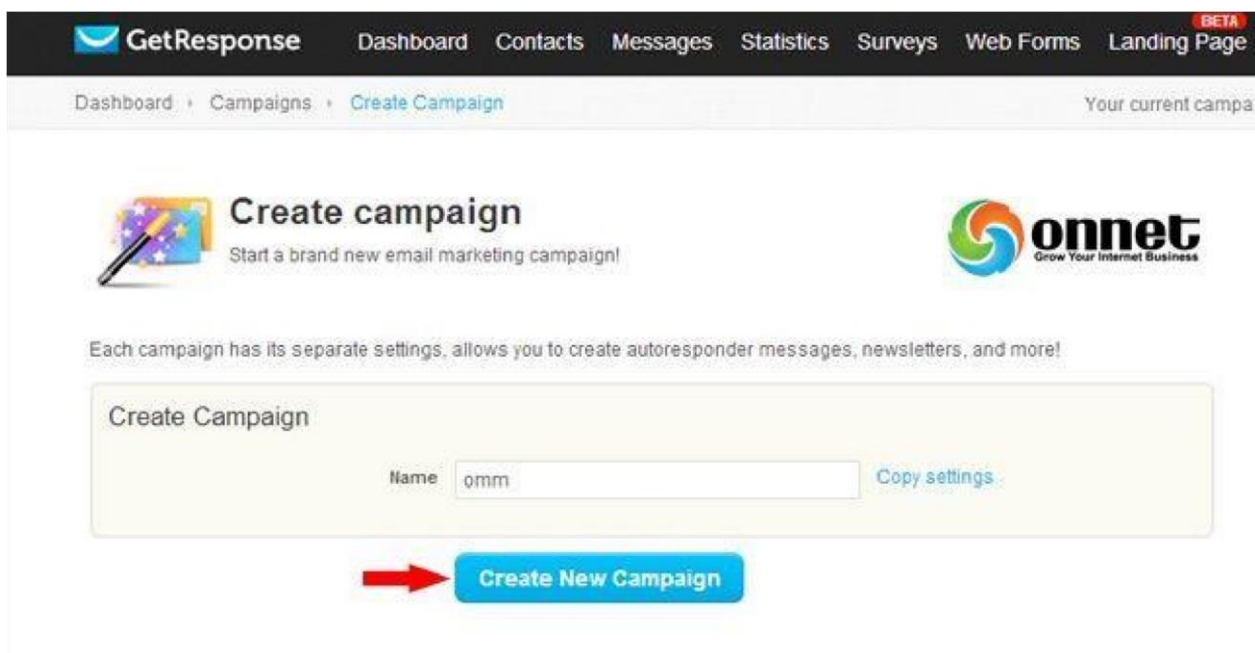 BETA
GetResponse Dashboard Contacts Messages Statistics Surveys Web Forms Landing Page
Dashboard › Campaigns › Create Campaign Your current campa
Create campaign
Start a brand new email marketing campaign!
onnet
Grow Your Internet Business
Each campaign has its separate settings, allows you to create autoresponder messages, newsletters, and more!
Create Campaign
Name omm Copy settings
Create New Campaign